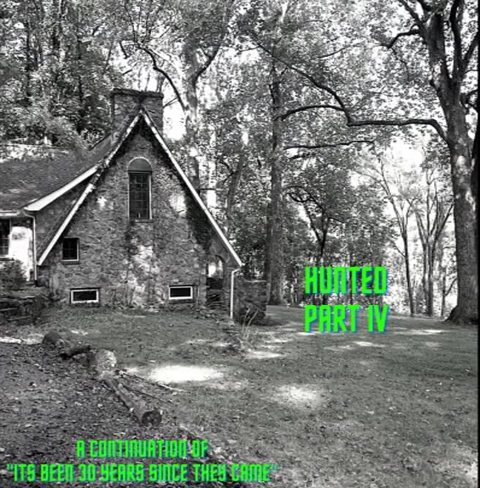 HUNTED
PART IV
A CONTINUATION OF
"ITS BEEN 30 YEARS SINCE THEY CAME"